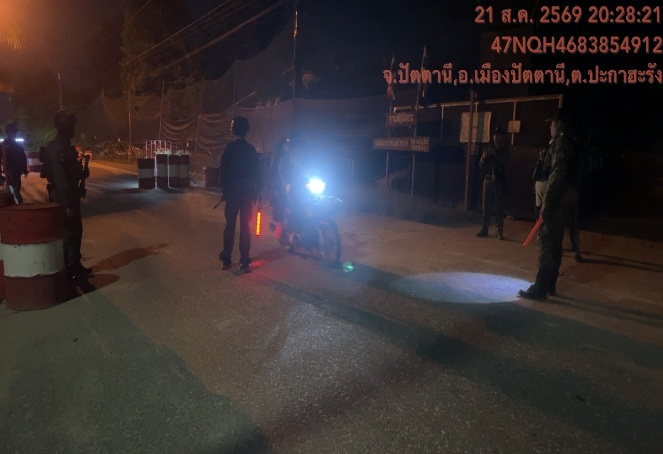 21 ส.ค. 2569 20:28:21
47NQH4683854912
จ.ปัตตานี,อ.เมืองปัตตานี,ต.ปะกาฮะรัง